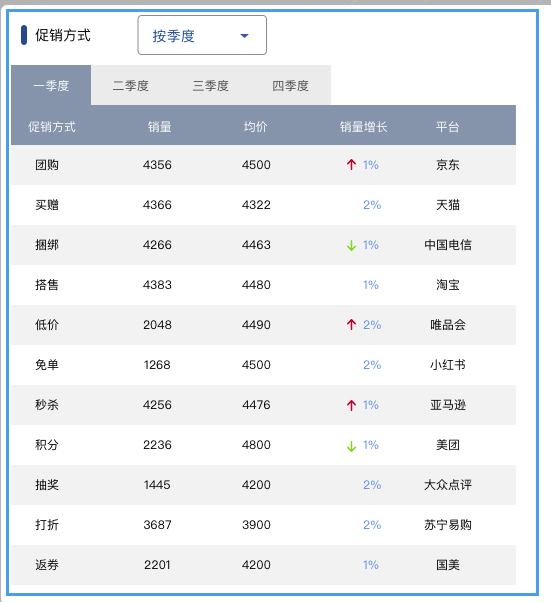 促销方式
按季度
一季度 二季度 三季度 四季度
促销方式 销量 均价 销量增长 平台
团购 4356 4500 ↑ 1% 京东
买赠 4366 4322 2% 天猫
捆绑 4266 4463 ↓ 1% 中国电信
搭售 4383 4480 1% 淘宝
低价 2048 4490 ↑ 2% 唯品会
免单 1268 4500 2% 小红书
秒杀 4256 4476 ↑ 1% 亚马逊
积分 2236 4800 ↓ 1% 美团
抽奖 1445 4200 2% 大众点评
打折 3687 3900 2% 苏宁易购
返券 2201 4200 1% 国美